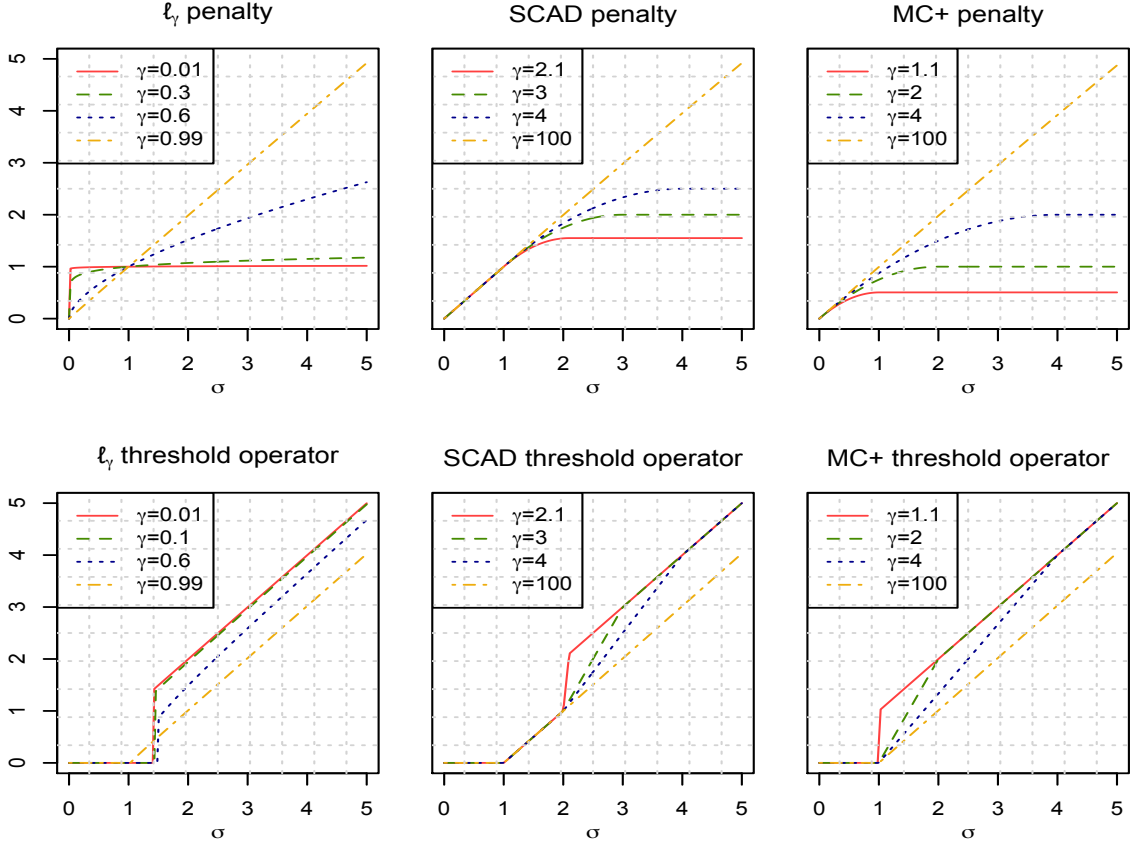 ℓγ penalty
SCAD penalty
MC+ penalty
γ=0.01
γ=0.3
γ=0.6
γ=0.99
γ=2.1
γ=3
γ=4
γ=100
γ=1.1
γ=2
γ=4
γ=100
0 1 2 3 4 5
0 1 2 3 4 5
σ
0 1 2 3 4 5
σ
0 1 2 3 4 5
σ
ℓγ threshold operator
SCAD threshold operator
MC+ threshold operator
γ=0.01
γ=0.1
γ=0.6
γ=0.99
γ=2.1
γ=3
γ=4
γ=100
γ=1.1
γ=2
γ=4
γ=100
0 1 2 3 4 5
0 1 2 3 4 5
σ
0 1 2 3 4 5
σ
0 1 2 3 4 5
σ